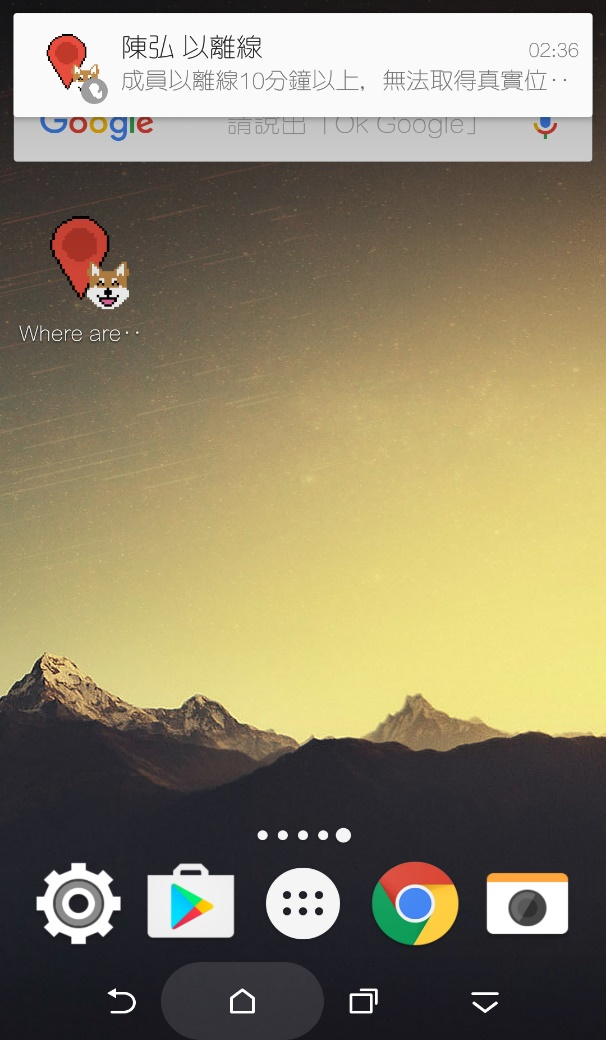 陳弘 以離線
02:36
成員以離線10分鐘以上，無法取得真實位‥
Google 請說出「Ok Google」
Where are‥